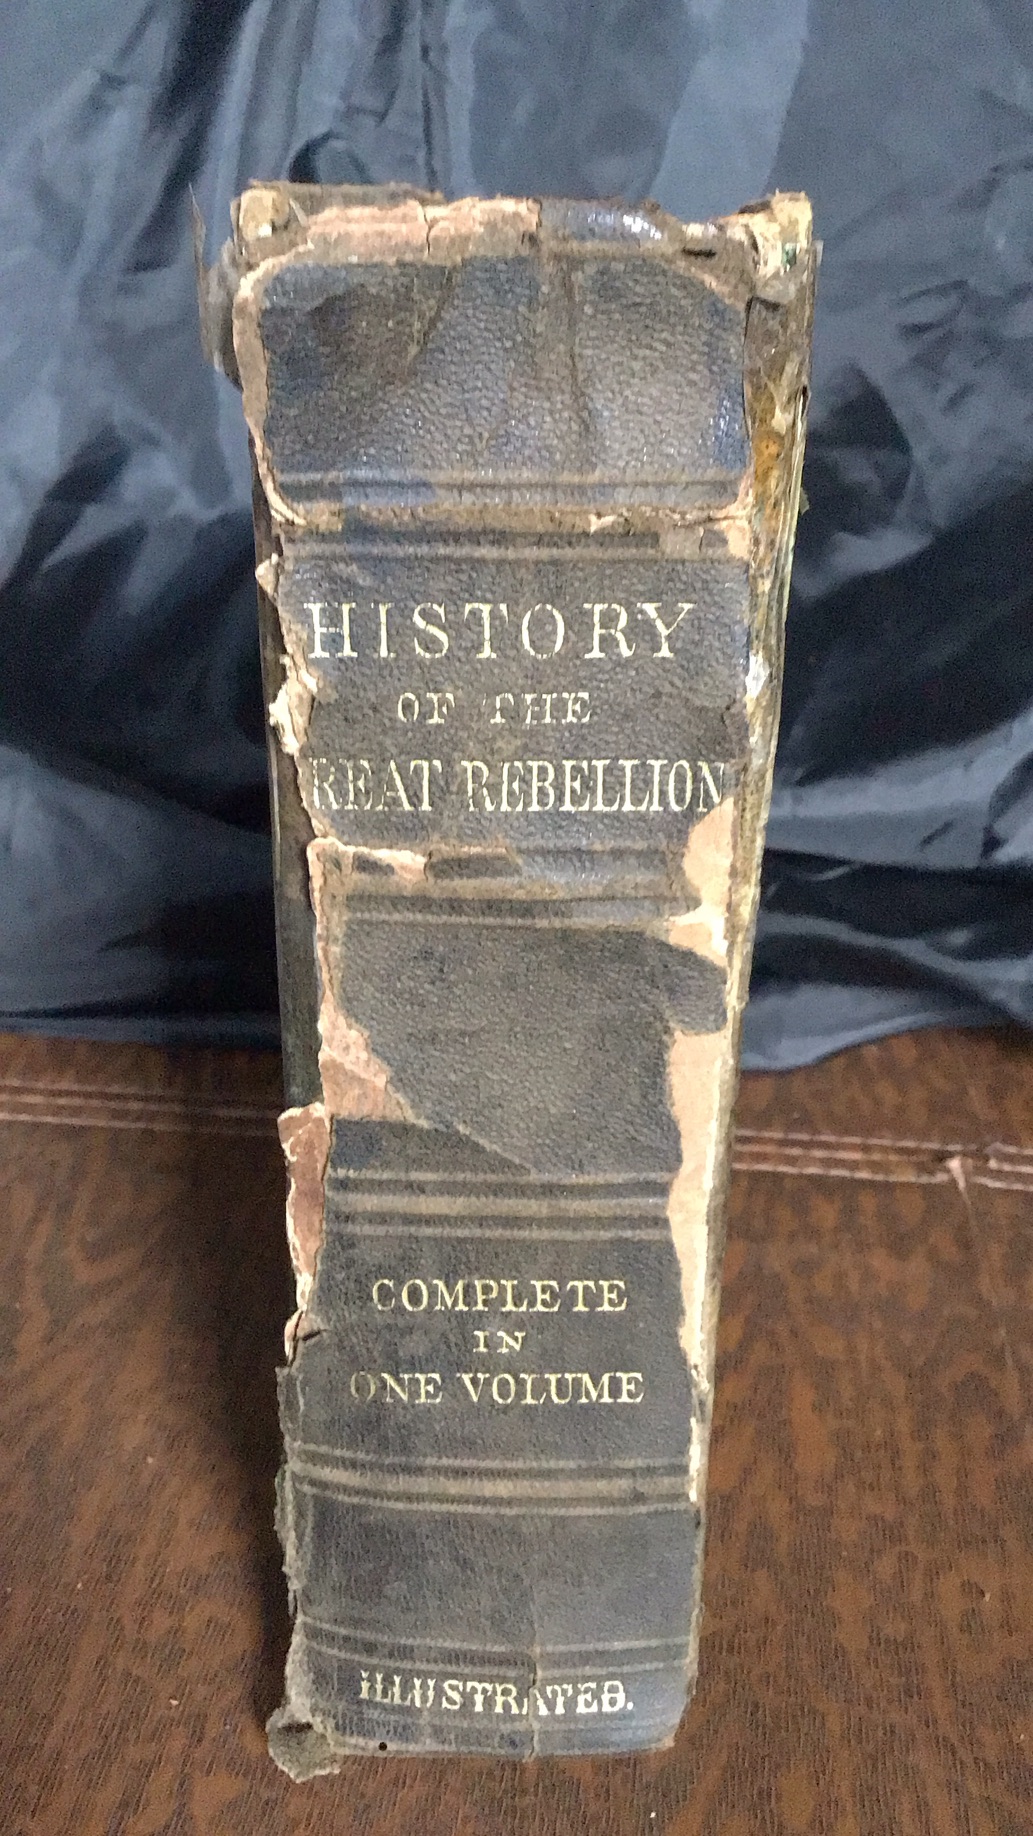 HISTORY
OF THE
REAT REBELLION
COMPLETE
IN
ONE VOLUME
ILLUSTRATED.